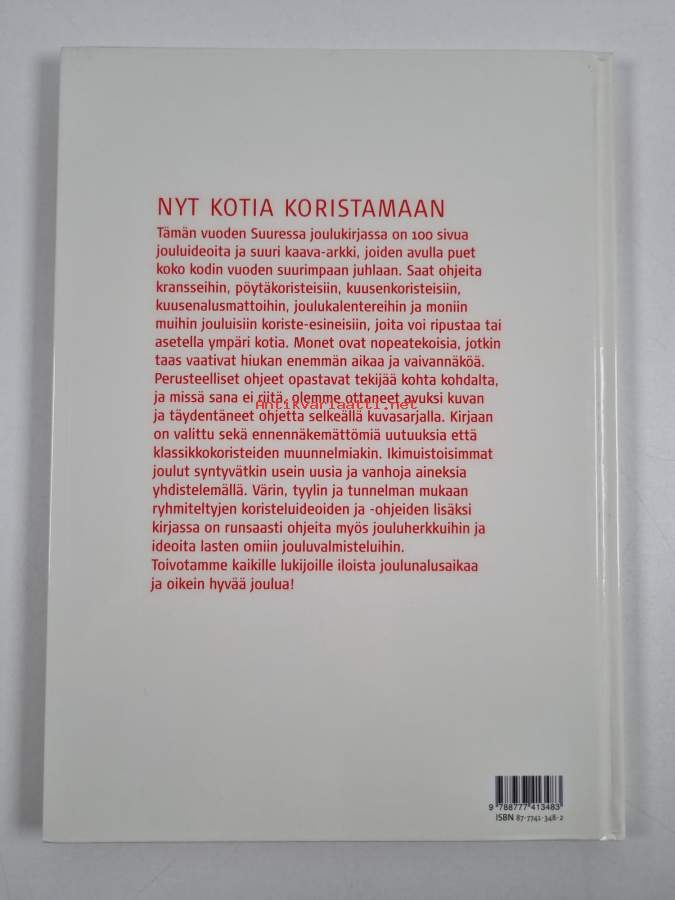 NYT KOTIA KORISTAMAAN
Tämän vuoden Suuressa joulukirjassa on 100 sivua
jouluideoita ja suuri kaava-arkki, joiden avulla puet
koko kodin vuoden suurimpaan juhlaan. Saat ohjeita
kransseihin, pöytäkoristeisiin, kuusenkoristeisiin,
kuusenalusmattoihin, joulukalentereihin ja moniin
muihin jouluisiin koriste-esineisiin, joita voi ripustaa tai
asetella ympäri kotia. Monet ovat nopeatekoisia, jotkin
taas vaativat hiukan enemmän aikaa ja vaivannäköä.
Perusteelliset ohjeet opastavat tekijää kohta kohdalta,
ja missä sana ei riitä, olemme ottaneet avuksi kuvan
Antikvariaatti.net
ja täydentäneet ohjetta selkeällä kuvasarjalla. Kirjaan
on valittu sekä ennennäkemättömiä uutuuksia että
klassikkokoristeiden muunnelmiakin. Ikimuistoisimmat
joulut syntyvätkin usein uusia ja vanhoja aineksia
yhdistelemällä. Värin, tyylin ja tunnelman mukaan
ryhmiteltyjen koristeluideoiden ja -ohjeiden lisäksi
kirjassa on runsaasti ohjeita myös jouluherkkuihin ja
ideoita lasten omiin jouluvalmisteluihin.
Toivotamme kaikille lukijoille iloista joulunalusaikaa
ja oikein hyvää joulua!
9 788777 413483
ISBN 87-7741-348-2